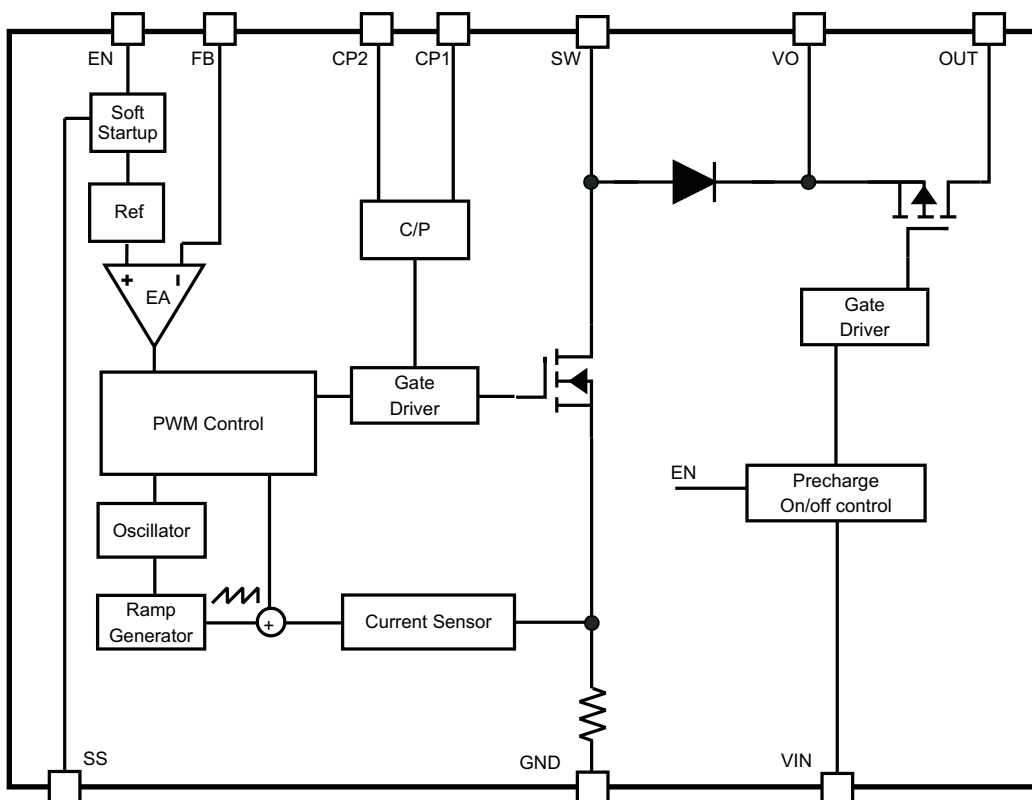 EN
FB
CP2
CP1
SW
VO
OUT
Soft
Startup
Ref
C/P
+
−
EA
Gate
Driver
PWM Control
Gate
Driver
EN
Precharge
On/off control
Oscillator
Ramp
Generator
+
Current Sensor
SS
GND
VIN